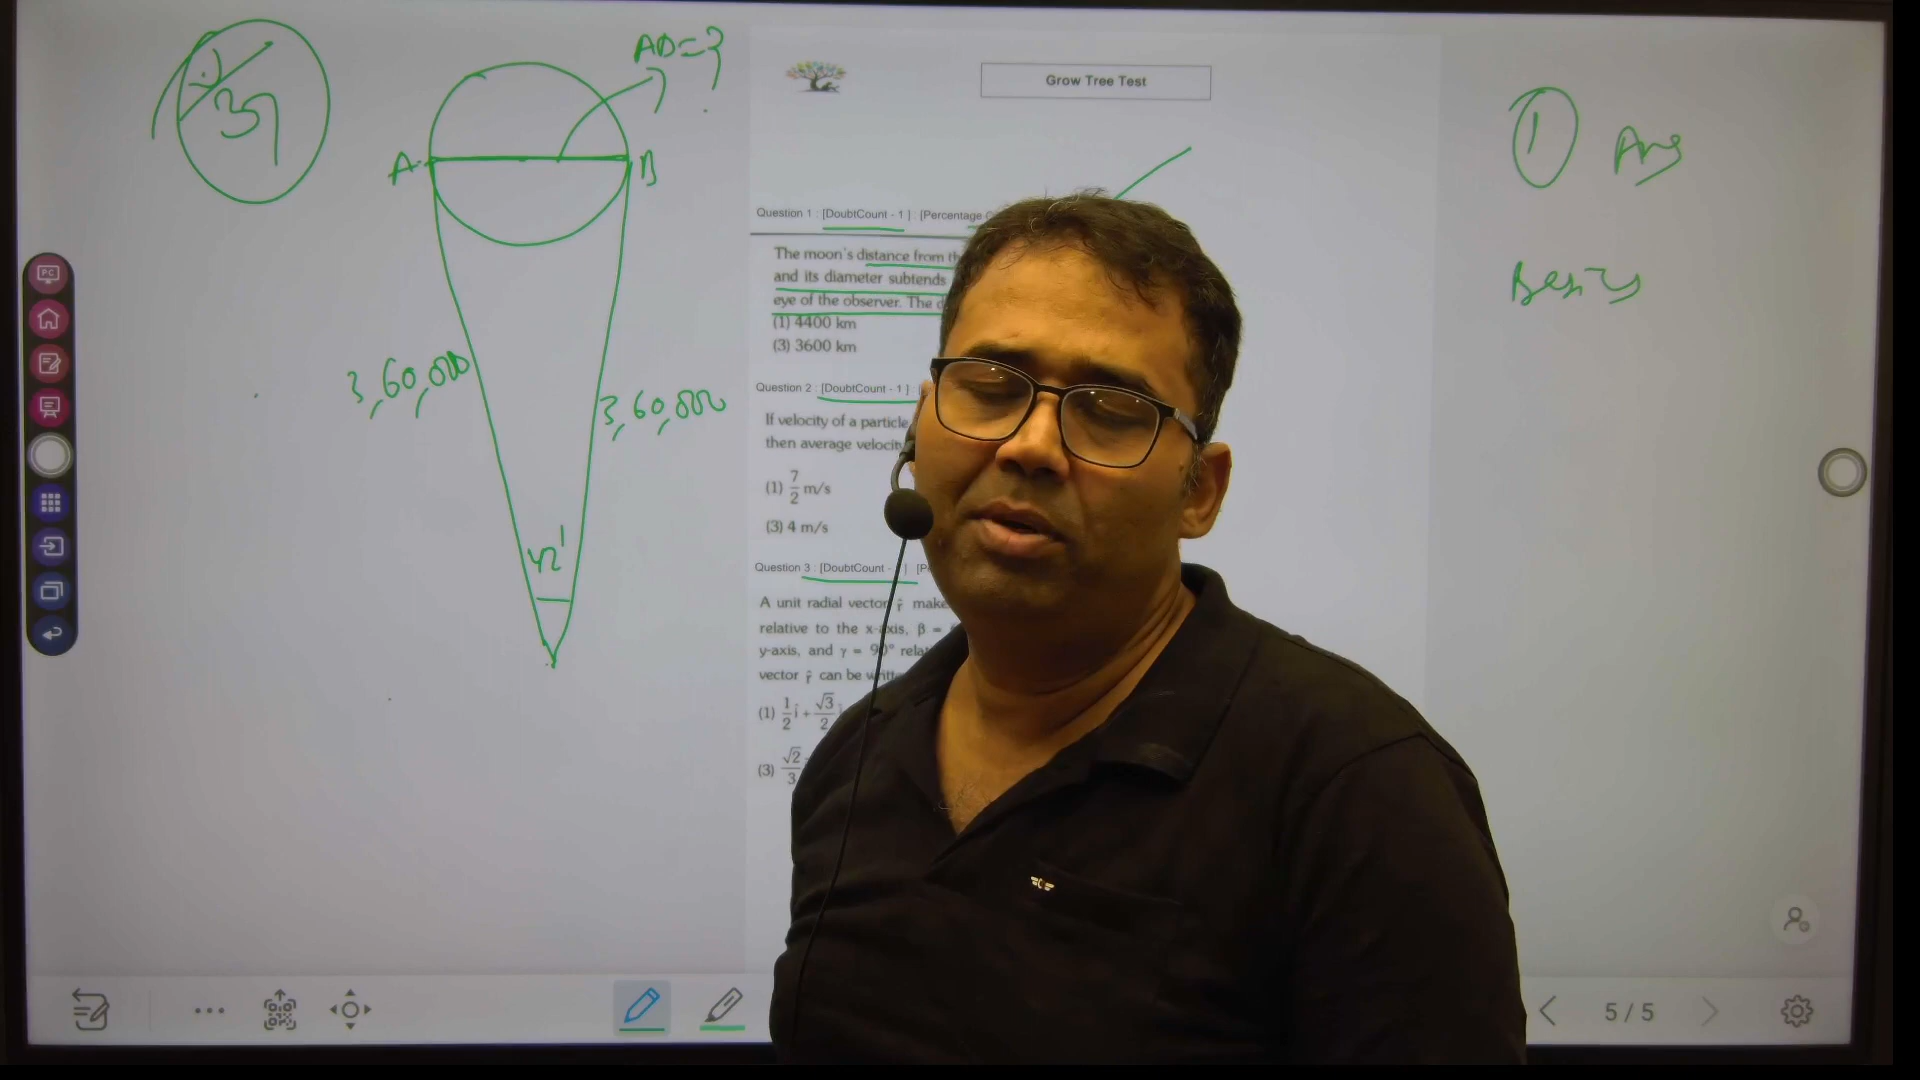 39
AB=?
A
B
3,60,000
3,60,000
42'
Grow Tree Test
Question 1 : [DoubtCount - 1 ] : [Percentage
The moon's distance from th
and its diameter subtends
eye of the observer. The d
(1) 4400 km
(3) 3600 km
Question 2 : [DoubtCount - 1 ] :
If velocity of a particle
then average velocity
(1) 7/2 m/s
(3) 4 m/s
Question 3 : [DoubtCount - ] [P
A unit radial vector r̂ make
relative to the x-axis, β =
y-axis, and γ = 90° rela
vector r̂ can be writt
(1) 1/2 î + √3/2
(3) √2/3
1 Ans
5 / 5
PC